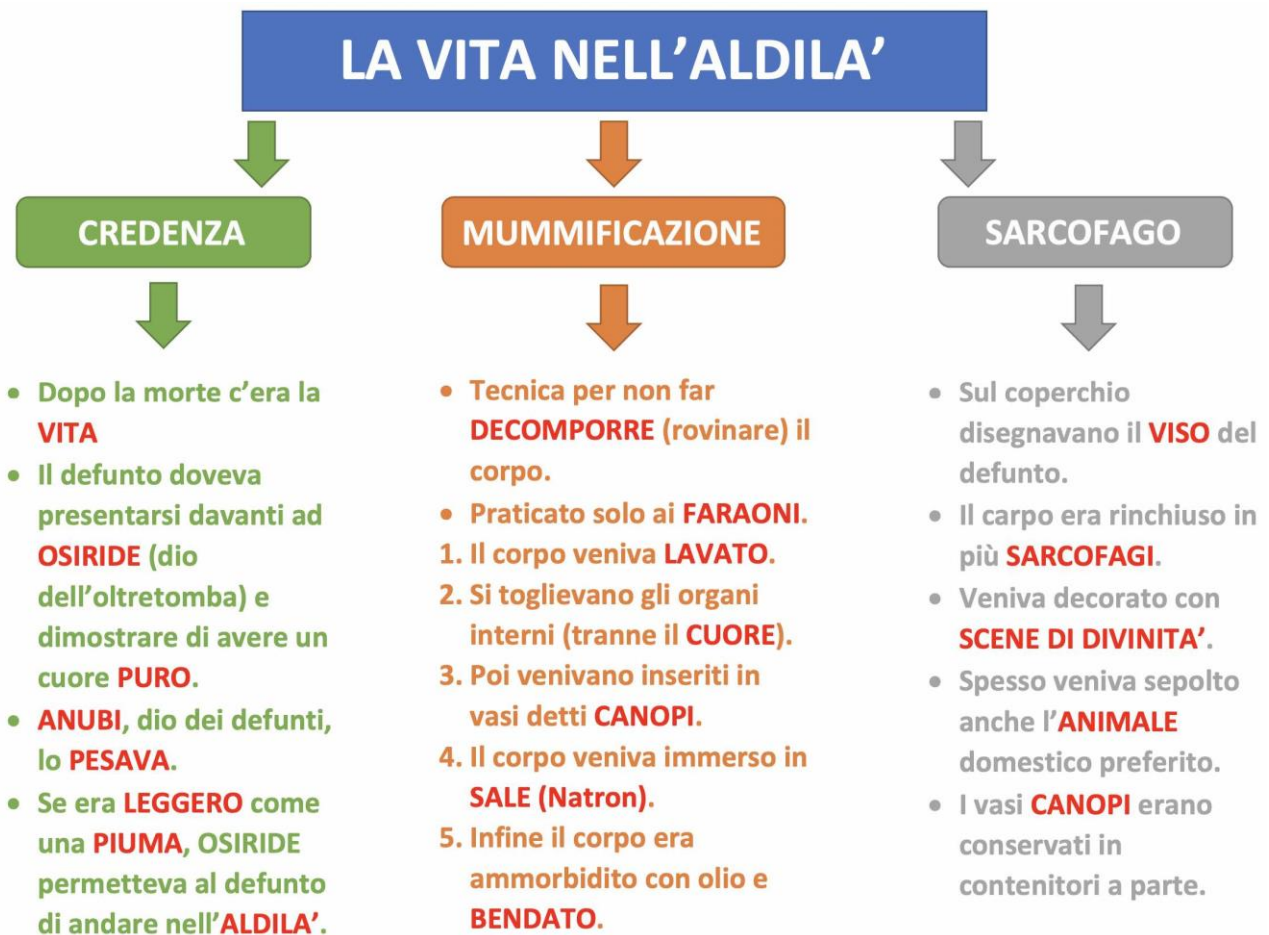 LA VITA NELL'ALDILA'
CREDENZA
• Dopo la morte c'era la
VITA
• Il defunto doveva
presentarsi davanti ad
OSIRIDE (dio
dell'oltretomba) e
dimostrare di avere un
cuore PURO.
• ANUBI, dio dei defunti,
lo PESAVA.
• Se era LEGGERO come
una PIUMA, OSIRIDE
permetteva al defunto
di andare nell'ALDILA'.
MUMMIFICAZIONE
• Tecnica per non far
DECOMPORRE (rovinare) il
corpo.
• Praticato solo ai FARAONI.
1. Il corpo veniva LAVATO.
2. Si toglievano gli organi
interni (tranne il CUORE).
3. Poi venivano inseriti in
vasi detti CANOPI.
4. Il corpo veniva immerso in
SALE (Natron).
5. Infine il corpo era
ammorbidito con olio e
BENDATO.
SARCOFAGO
• Sul coperchio
disegnavano il VISO del
defunto.
• Il carpo era rinchiuso in
più SARCOFAGI.
• Veniva decorato con
SCENE DI DIVINITA'.
• Spesso veniva sepolto
anche l'ANIMALE
domestico preferito.
• I vasi CANOPI erano
conservati in
contenitori a parte.